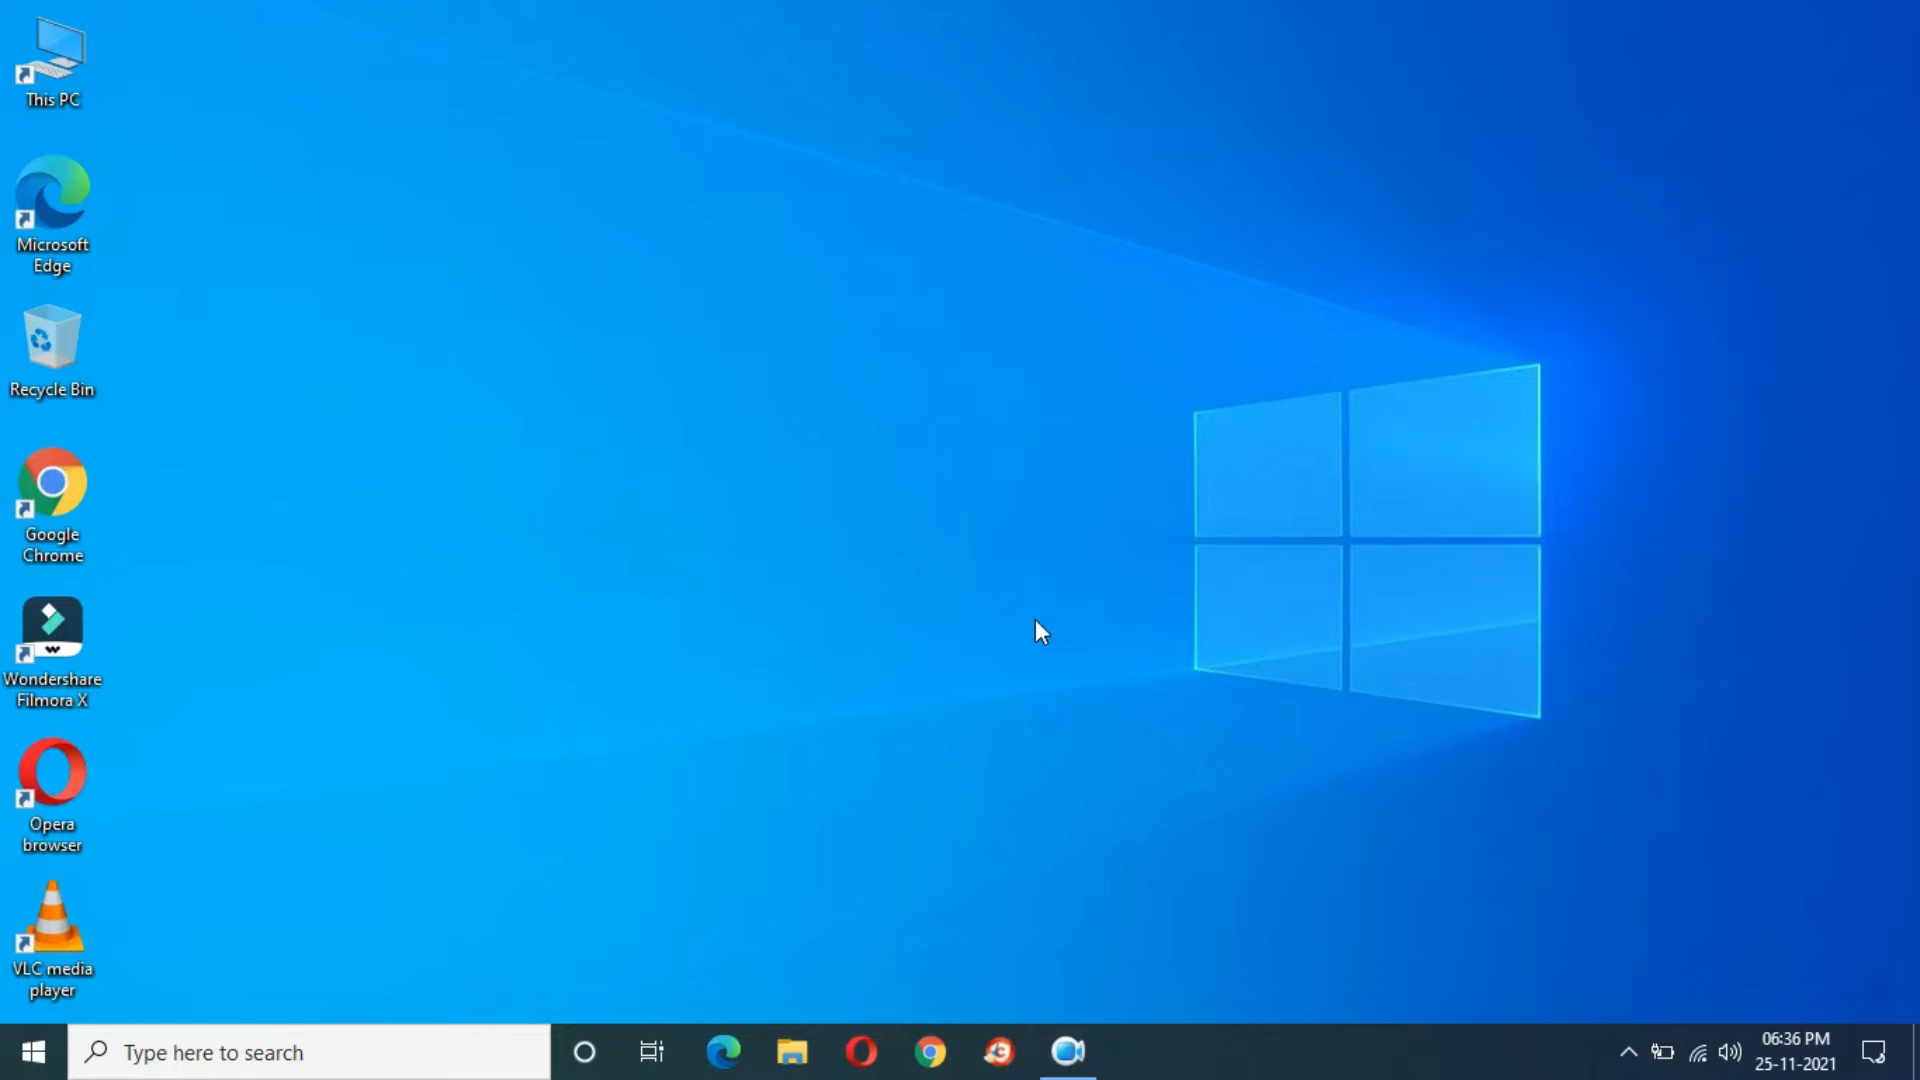 This PC
Microsoft
Edge
Recycle Bin
Google
Chrome
Wondershare
Filmora X
Opera
browser
VLC media
player
Type here to search
06:36 PM
25-11-2021